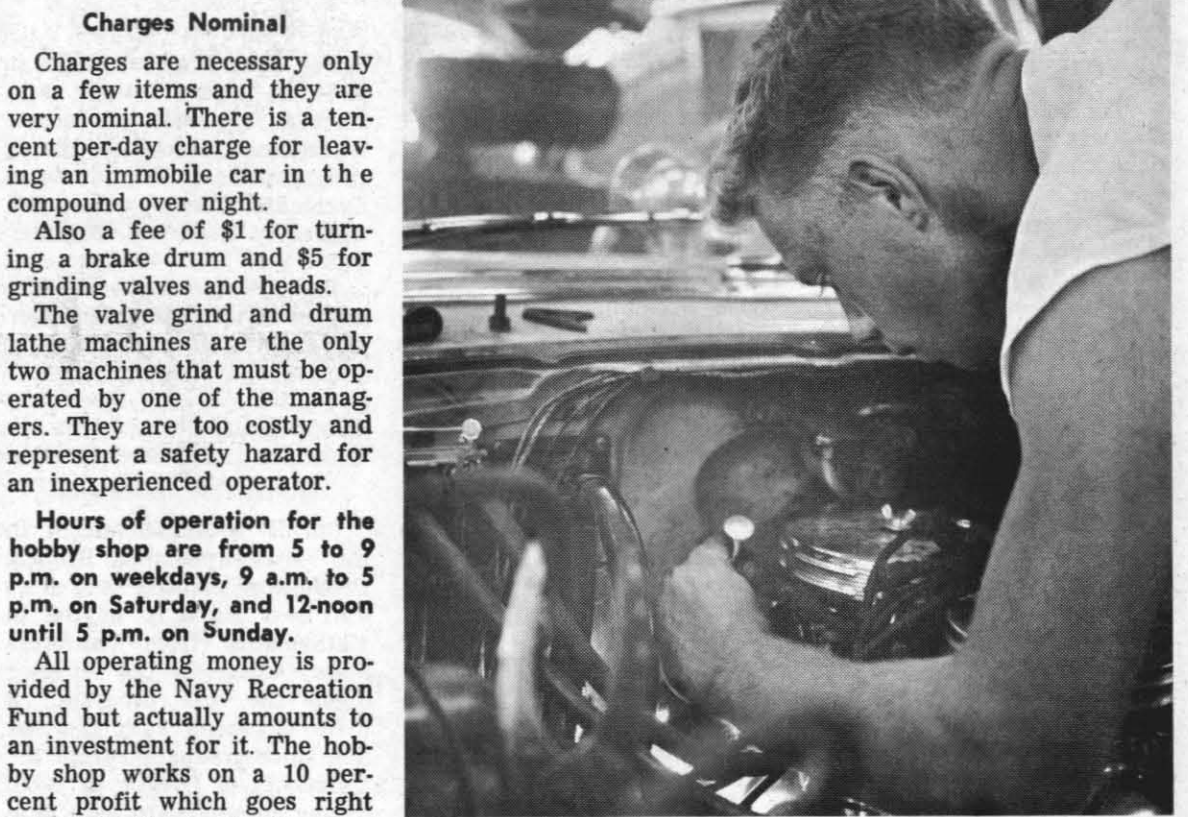 Charges Nominal
Charges are necessary only
on a few items and they are
very nominal. There is a ten-
cent per-day charge for leav-
ing an immobile car in the
compound over night.
Also a fee of $1 for turn-
ing a brake drum and $5 for
grinding valves and heads.
The valve grind and drum
lathe machines are the only
two machines that must be op-
erated by one of the manag-
ers. They are too costly and
represent a safety hazard for
an inexperienced operator.
Hours of operation for the
hobby shop are from 5 to 9
p.m. on weekdays, 9 a.m. to 5
p.m. on Saturday, and 12-noon
until 5 p.m. on Sunday.
All operating money is pro-
vided by the Navy Recreation
Fund but actually amounts to
an investment for it. The hob-
by shop works on a 10 per-
cent profit which goes right